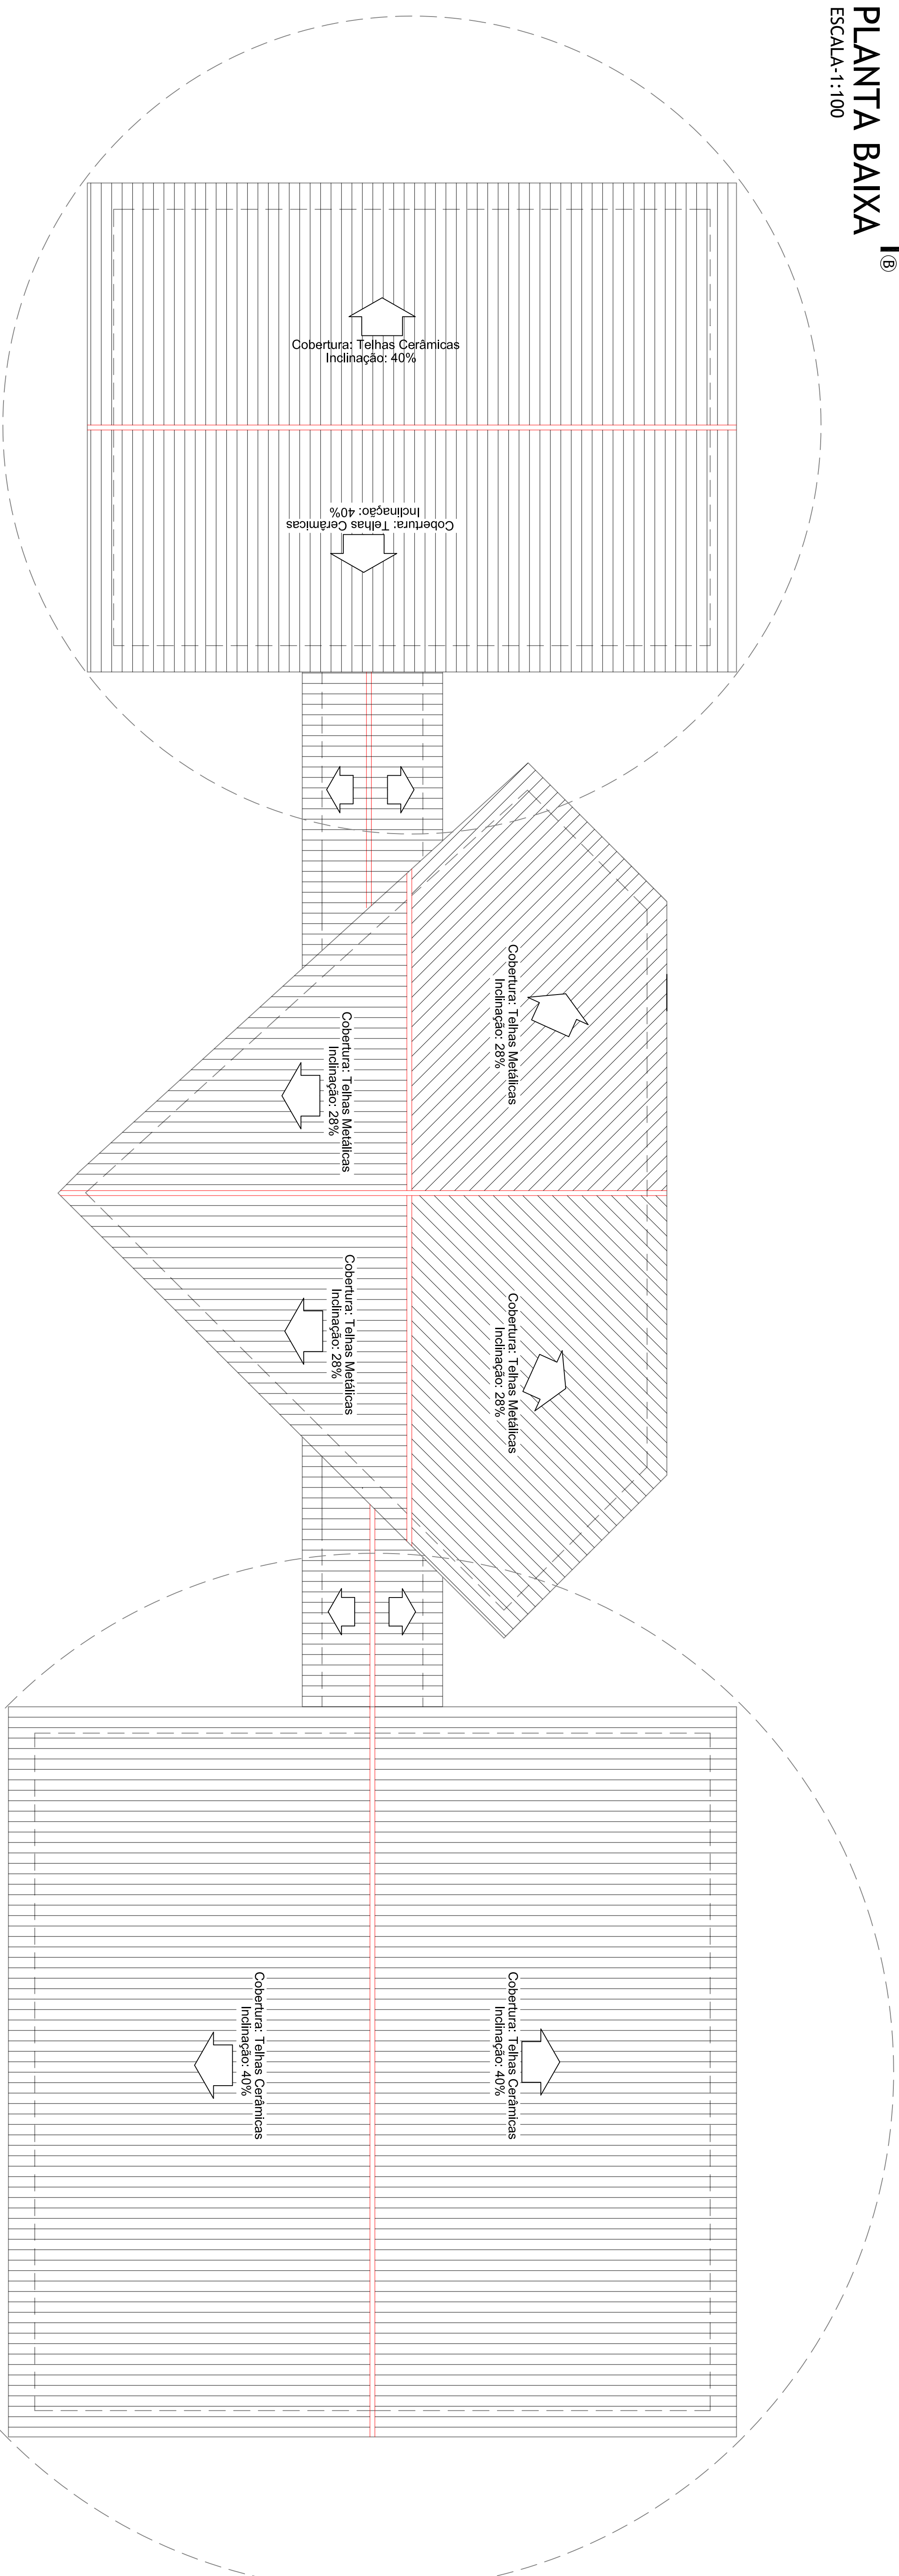 PLANTA BAIXA
ESCALA-1:100
B
Cobertura: Telhas Cerâmicas
Inclinação: 40%
Cobertura: Telhas Cerâmicas
Inclinação: 40%
Cobertura: Telhas Metálicas
Inclinação: 28%
Cobertura: Telhas Metálicas
Inclinação: 28%
Cobertura: Telhas Metálicas
Inclinação: 28%
Cobertura: Telhas Metálicas
Inclinação: 28%
Cobertura: Telhas Cerâmicas
Inclinação: 40%
Cobertura: Telhas Cerâmicas
Inclinação: 40%